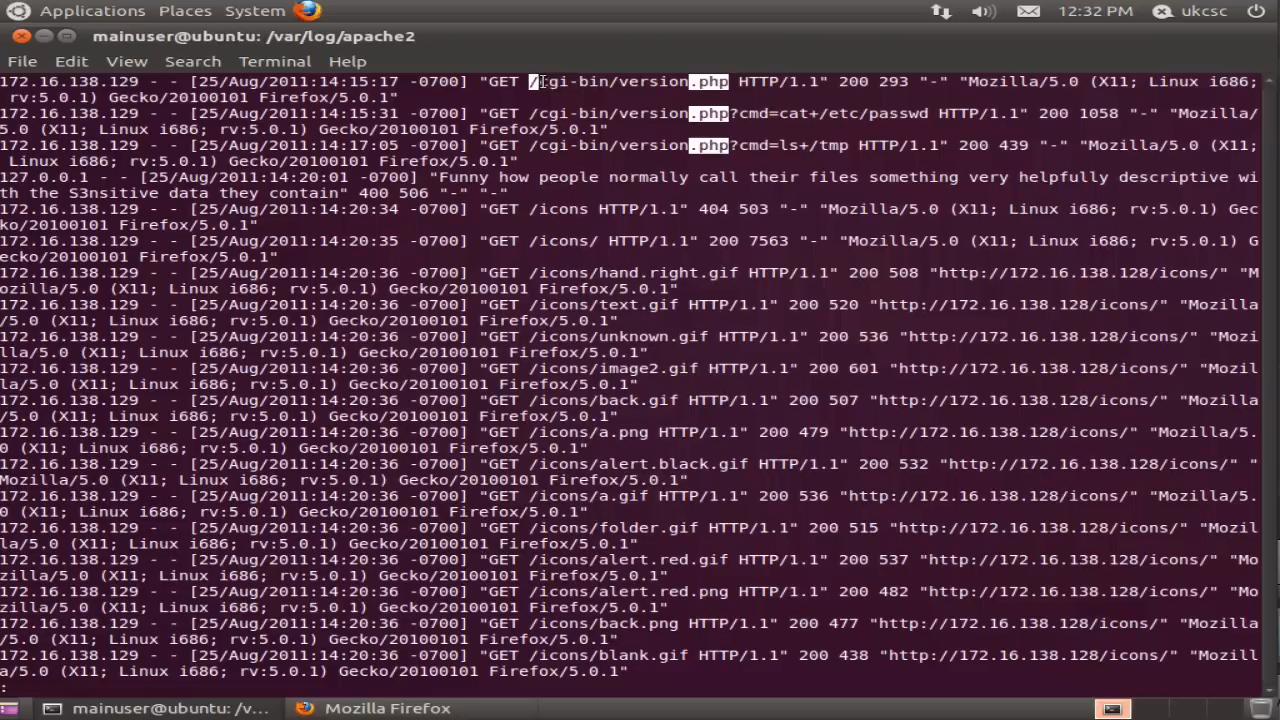 Applications Places System 12:32 PM ukcsc
mainuser@ubuntu: /var/log/apache2
File Edit View Search Terminal Help
172.16.138.129 - - [25/Aug/2011:14:15:17 -0700] "GET /cgi-bin/version.php HTTP/1.1" 200 293 "-" "Mozilla/5.0 (X11; Linux i686;
 rv:5.0.1) Gecko/20100101 Firefox/5.0.1"
172.16.138.129 - - [25/Aug/2011:14:15:31 -0700] "GET /cgi-bin/version.php?cmd=cat+/etc/passwd HTTP/1.1" 200 1058 "-" "Mozilla/
5.0 (X11; Linux i686; rv:5.0.1) Gecko/20100101 Firefox/5.0.1"
172.16.138.129 - - [25/Aug/2011:14:17:05 -0700] "GET /cgi-bin/version.php?cmd=ls+/tmp HTTP/1.1" 200 439 "-" "Mozilla/5.0 (X11;
 Linux i686; rv:5.0.1) Gecko/20100101 Firefox/5.0.1"
127.0.0.1 - - [25/Aug/2011:14:20:01 -0700] "Funny how people normally call their files something very helpfully descriptive wi
th the S3nsitive data they contain" 400 506 "-" "-"
172.16.138.129 - - [25/Aug/2011:14:20:34 -0700] "GET /icons HTTP/1.1" 404 503 "-" "Mozilla/5.0 (X11; Linux i686; rv:5.0.1) Gec
ko/20100101 Firefox/5.0.1"
172.16.138.129 - - [25/Aug/2011:14:20:35 -0700] "GET /icons/ HTTP/1.1" 200 7563 "-" "Mozilla/5.0 (X11; Linux i686; rv:5.0.1) G
ecko/20100101 Firefox/5.0.1"
172.16.138.129 - - [25/Aug/2011:14:20:36 -0700] "GET /icons/hand.right.gif HTTP/1.1" 200 508 "http://172.16.138.128/icons/" "M
ozilla/5.0 (X11; Linux i686; rv:5.0.1) Gecko/20100101 Firefox/5.0.1"
172.16.138.129 - - [25/Aug/2011:14:20:36 -0700] "GET /icons/text.gif HTTP/1.1" 200 520 "http://172.16.138.128/icons/" "Mozilla
/5.0 (X11; Linux i686; rv:5.0.1) Gecko/20100101 Firefox/5.0.1"
172.16.138.129 - - [25/Aug/2011:14:20:36 -0700] "GET /icons/unknown.gif HTTP/1.1" 200 536 "http://172.16.138.128/icons/" "Mozi
lla/5.0 (X11; Linux i686; rv:5.0.1) Gecko/20100101 Firefox/5.0.1"
172.16.138.129 - - [25/Aug/2011:14:20:36 -0700] "GET /icons/image2.gif HTTP/1.1" 200 601 "http://172.16.138.128/icons/" "Mozil
la/5.0 (X11; Linux i686; rv:5.0.1) Gecko/20100101 Firefox/5.0.1"
172.16.138.129 - - [25/Aug/2011:14:20:36 -0700] "GET /icons/back.gif HTTP/1.1" 200 507 "http://172.16.138.128/icons/" "Mozilla
/5.0 (X11; Linux i686; rv:5.0.1) Gecko/20100101 Firefox/5.0.1"
172.16.138.129 - - [25/Aug/2011:14:20:36 -0700] "GET /icons/a.png HTTP/1.1" 200 479 "http://172.16.138.128/icons/" "Mozilla/5.
0 (X11; Linux i686; rv:5.0.1) Gecko/20100101 Firefox/5.0.1"
172.16.138.129 - - [25/Aug/2011:14:20:36 -0700] "GET /icons/alert.black.gif HTTP/1.1" 200 532 "http://172.16.138.128/icons/" "
Mozilla/5.0 (X11; Linux i686; rv:5.0.1) Gecko/20100101 Firefox/5.0.1"
172.16.138.129 - - [25/Aug/2011:14:20:36 -0700] "GET /icons/a.gif HTTP/1.1" 200 536 "http://172.16.138.128/icons/" "Mozilla/5.
0 (X11; Linux i686; rv:5.0.1) Gecko/20100101 Firefox/5.0.1"
172.16.138.129 - - [25/Aug/2011:14:20:36 -0700] "GET /icons/folder.gif HTTP/1.1" 200 515 "http://172.16.138.128/icons/" "Mozil
la/5.0 (X11; Linux i686; rv:5.0.1) Gecko/20100101 Firefox/5.0.1"
172.16.138.129 - - [25/Aug/2011:14:20:36 -0700] "GET /icons/alert.red.gif HTTP/1.1" 200 537 "http://172.16.138.128/icons/" "Mo
zilla/5.0 (X11; Linux i686; rv:5.0.1) Gecko/20100101 Firefox/5.0.1"
172.16.138.129 - - [25/Aug/2011:14:20:36 -0700] "GET /icons/alert.red.png HTTP/1.1" 200 482 "http://172.16.138.128/icons/" "Mo
zilla/5.0 (X11; Linux i686; rv:5.0.1) Gecko/20100101 Firefox/5.0.1"
172.16.138.129 - - [25/Aug/2011:14:20:36 -0700] "GET /icons/back.png HTTP/1.1" 200 477 "http://172.16.138.128/icons/" "Mozilla
/5.0 (X11; Linux i686; rv:5.0.1) Gecko/20100101 Firefox/5.0.1"
172.16.138.129 - - [25/Aug/2011:14:20:36 -0700] "GET /icons/blank.gif HTTP/1.1" 200 438 "http://172.16.138.128/icons/" "Mozill
a/5.0 (X11; Linux i686; rv:5.0.1) Gecko/20100101 Firefox/5.0.1"
:
mainuser@ubuntu: /v... Mozilla Firefox